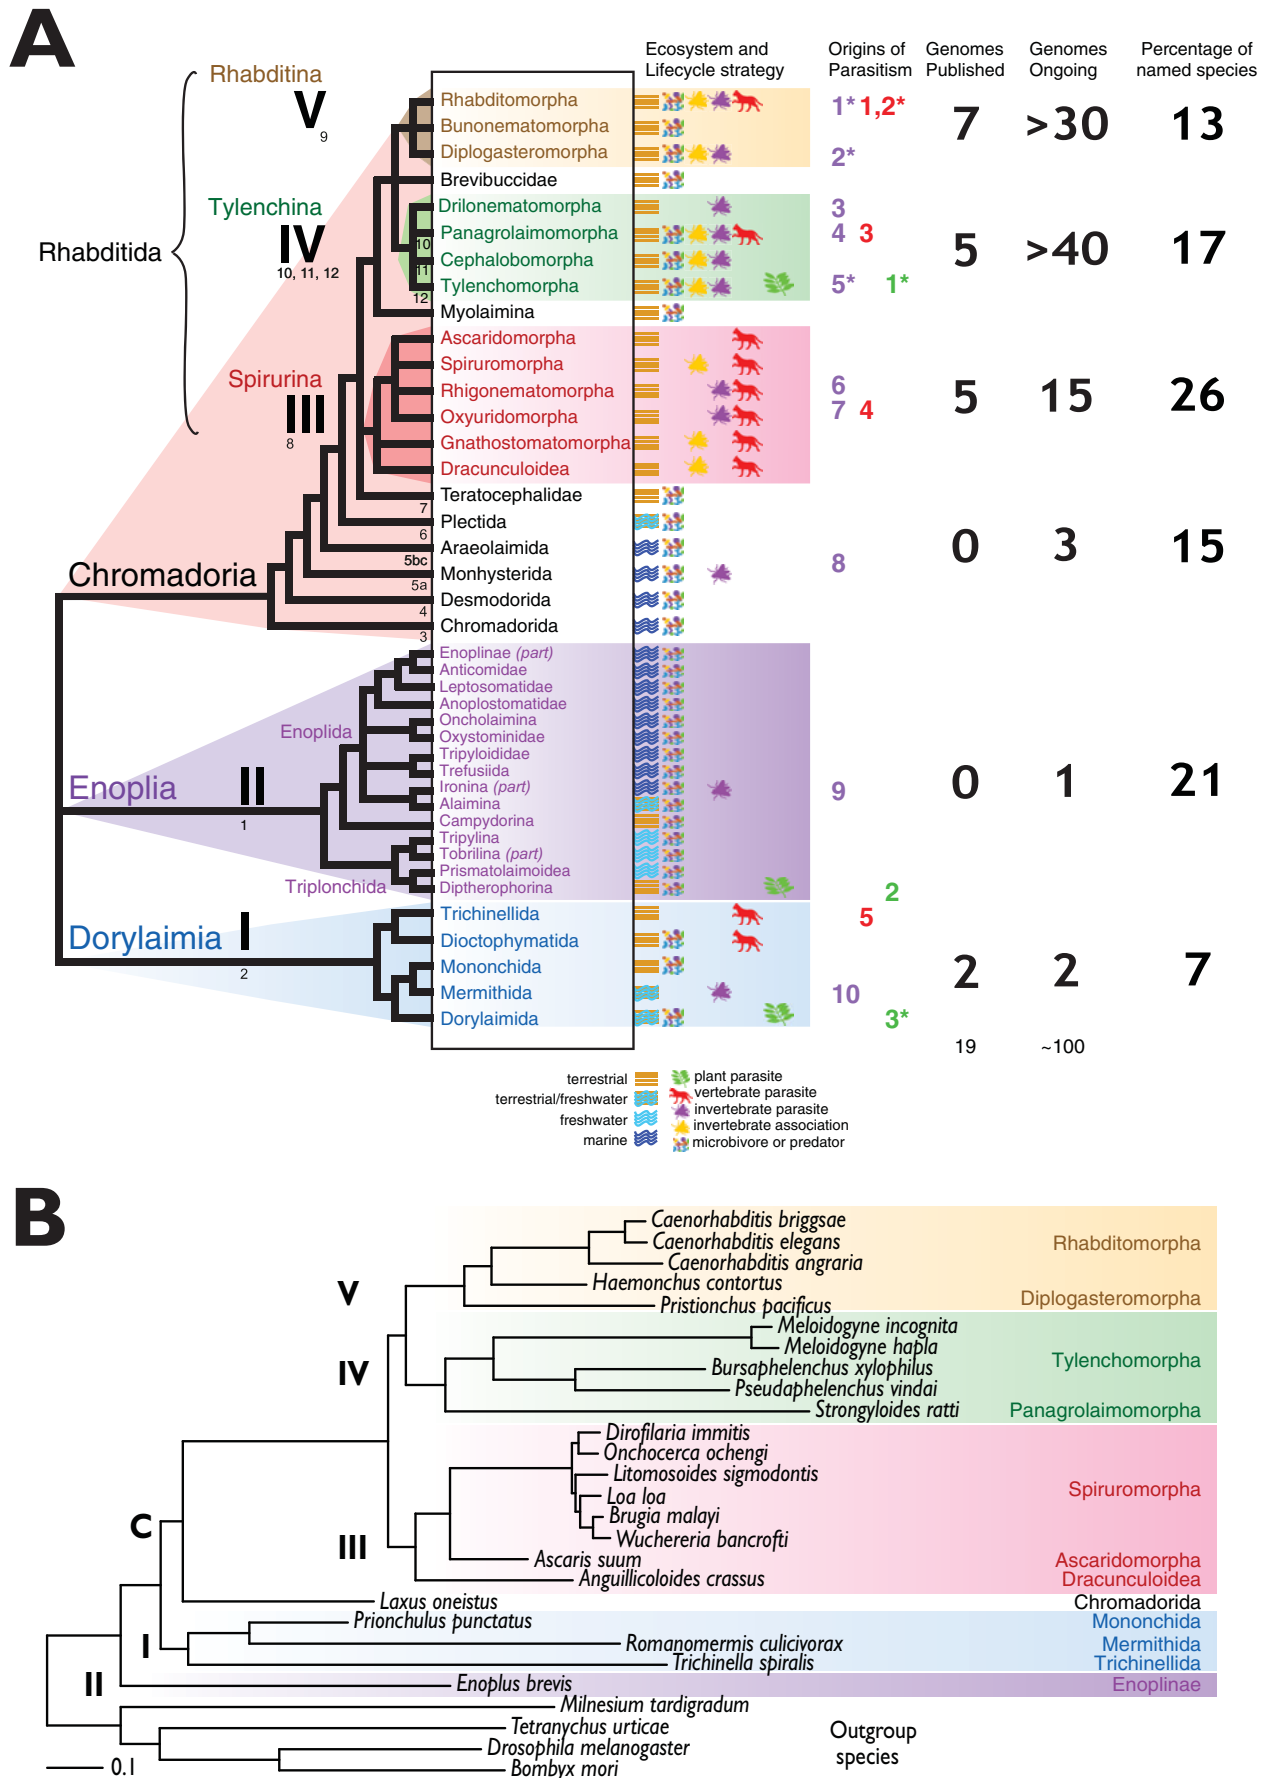 A
Ecosystem and
Lifecycle strategy
Origins of
Parasitism
Genomes
Published
Genomes
Ongoing
Percentage of
named species
Rhabditina
V
9
Rhabditomorpha
1* 1,2*
Bunonematomorpha
7 >30 13
Diplogasteromorpha
2*
Brevibuccidae
Tylenchina
IV
10, 11, 12
Rhabditida
Drilonematomorpha
3
Panagrolaimomorpha
4 3
10
5 >40 17
Cephalobomorpha
11
Tylenchomorpha
5* 1*
12
Myolaimina
Ascaridomorpha
Spiruromorpha
Spirurina
III
8
Rhigonematomorpha
6
5 15 26
Oxyuridomorpha
7 4
Gnathostomatomorpha
Dracunculoidea
Teratocephalidae
7
Plectida
6
Araeolaimida
5bc
0 3 15
Chromadoria
Monhysterida
8
5a
Desmodorida
4
Chromadorida
3
Enoplinae (part)
Anticomidae
Leptosomatidae
Anoplostomatidae
Oncholaimina
Enoplida
Oxystominidae
Tripyloididae
Trefusiida
Enoplia
II
1
Ironina (part)
9
0 1 21
Alaimina
Campydorina
Tripylina
Tobrilina (part)
Prismatolaimoidea
Triplonchida
Diptherophorina
2
Trichinellida
5
Dorylaimia
I
2
Dioctophymatida
Mononchida
2 2 7
Mermithida
10
Dorylaimida
3*
19 ~100
terrestrial
plant parasite
terrestrial/freshwater
vertebrate parasite
invertebrate parasite
freshwater
invertebrate association
marine
microbivore or predator
B
Caenorhabditis briggsae
Caenorhabditis elegans
Rhabditomorpha
Caenorhabditis angraria
V
Haemonchus contortus
Pristionchus pacificus
Diplogasteromorpha
Meloidogyne incognita
Meloidogyne hapla
Tylenchomorpha
IV
Bursaphelenchus xylophilus
Pseudaphelenchus vindai
Strongyloides ratti
Panagrolaimomorpha
Dirofilaria immitis
Onchocerca ochengi
Litomosoides sigmodontis
Spiruromorpha
Loa loa
Brugia malayi
C
Wuchereria bancrofti
III
Ascaris suum
Ascaridomorpha
Anguillicoloides crassus
Dracunculoidea
Laxus oneistus
Chromadorida
Prionchulus punctatus
Mononchida
I
Romanomermis culicivorax
Mermithida
Trichinella spiralis
Trichinellida
II
Enoplus brevis
Enoplinae
Milnesium tardigradum
Tetranychus urticae
Outgroup
species
Drosophila melanogaster
Bombyx mori
0.1